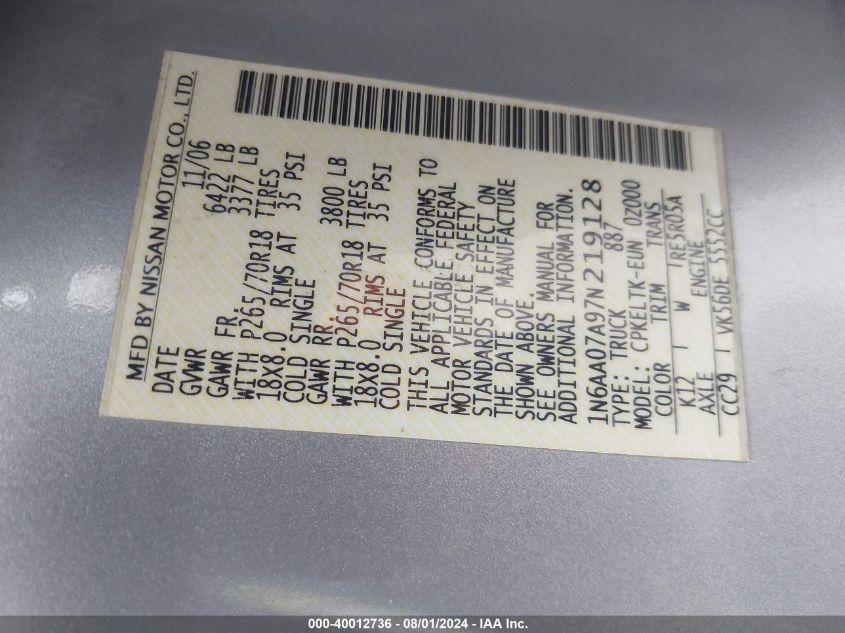 MFD BY NISSAN MOTOR CO., LTD.
DATE 11/06
GVWR 6422 LB
GAWR FR. 3377 LB
WITH P265/70R18 TIRES
18X8.0 RIMS AT 35 PSI
COLD SINGLE
GAWR RR. 3800 LB
WITH P265/70R18 TIRES
18X8.0 RIMS AT 35 PSI
COLD SINGLE
THIS VEHICLE CONFORMS TO
ALL APPLICABLE FEDERAL
MOTOR VEHICLE SAFETY
STANDARDS IN EFFECT ON
THE DATE OF MANUFACTURE
SHOWN ABOVE.
SEE OWNERS MANUAL FOR
ADDITIONAL INFORMATION.
1N6AA07A97N219128
TYPE: TRUCK 887
MODEL: CPKELTK-EUN 0Z000
COLOR TRIM TRANS
K12 W RE5R05A
AXLE ENGINE
CC29 VK56DE 5552CC
000-40012736 - 08/01/2024 - IAA Inc.